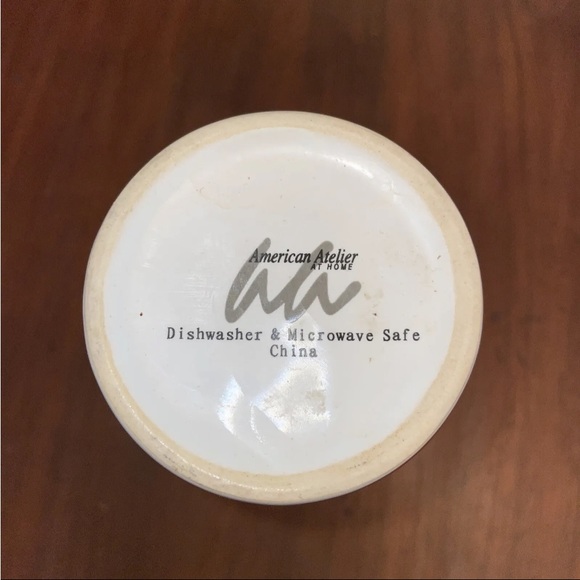 American Atelier
AT HOME
aa
Dishwasher & Microwave Safe
China